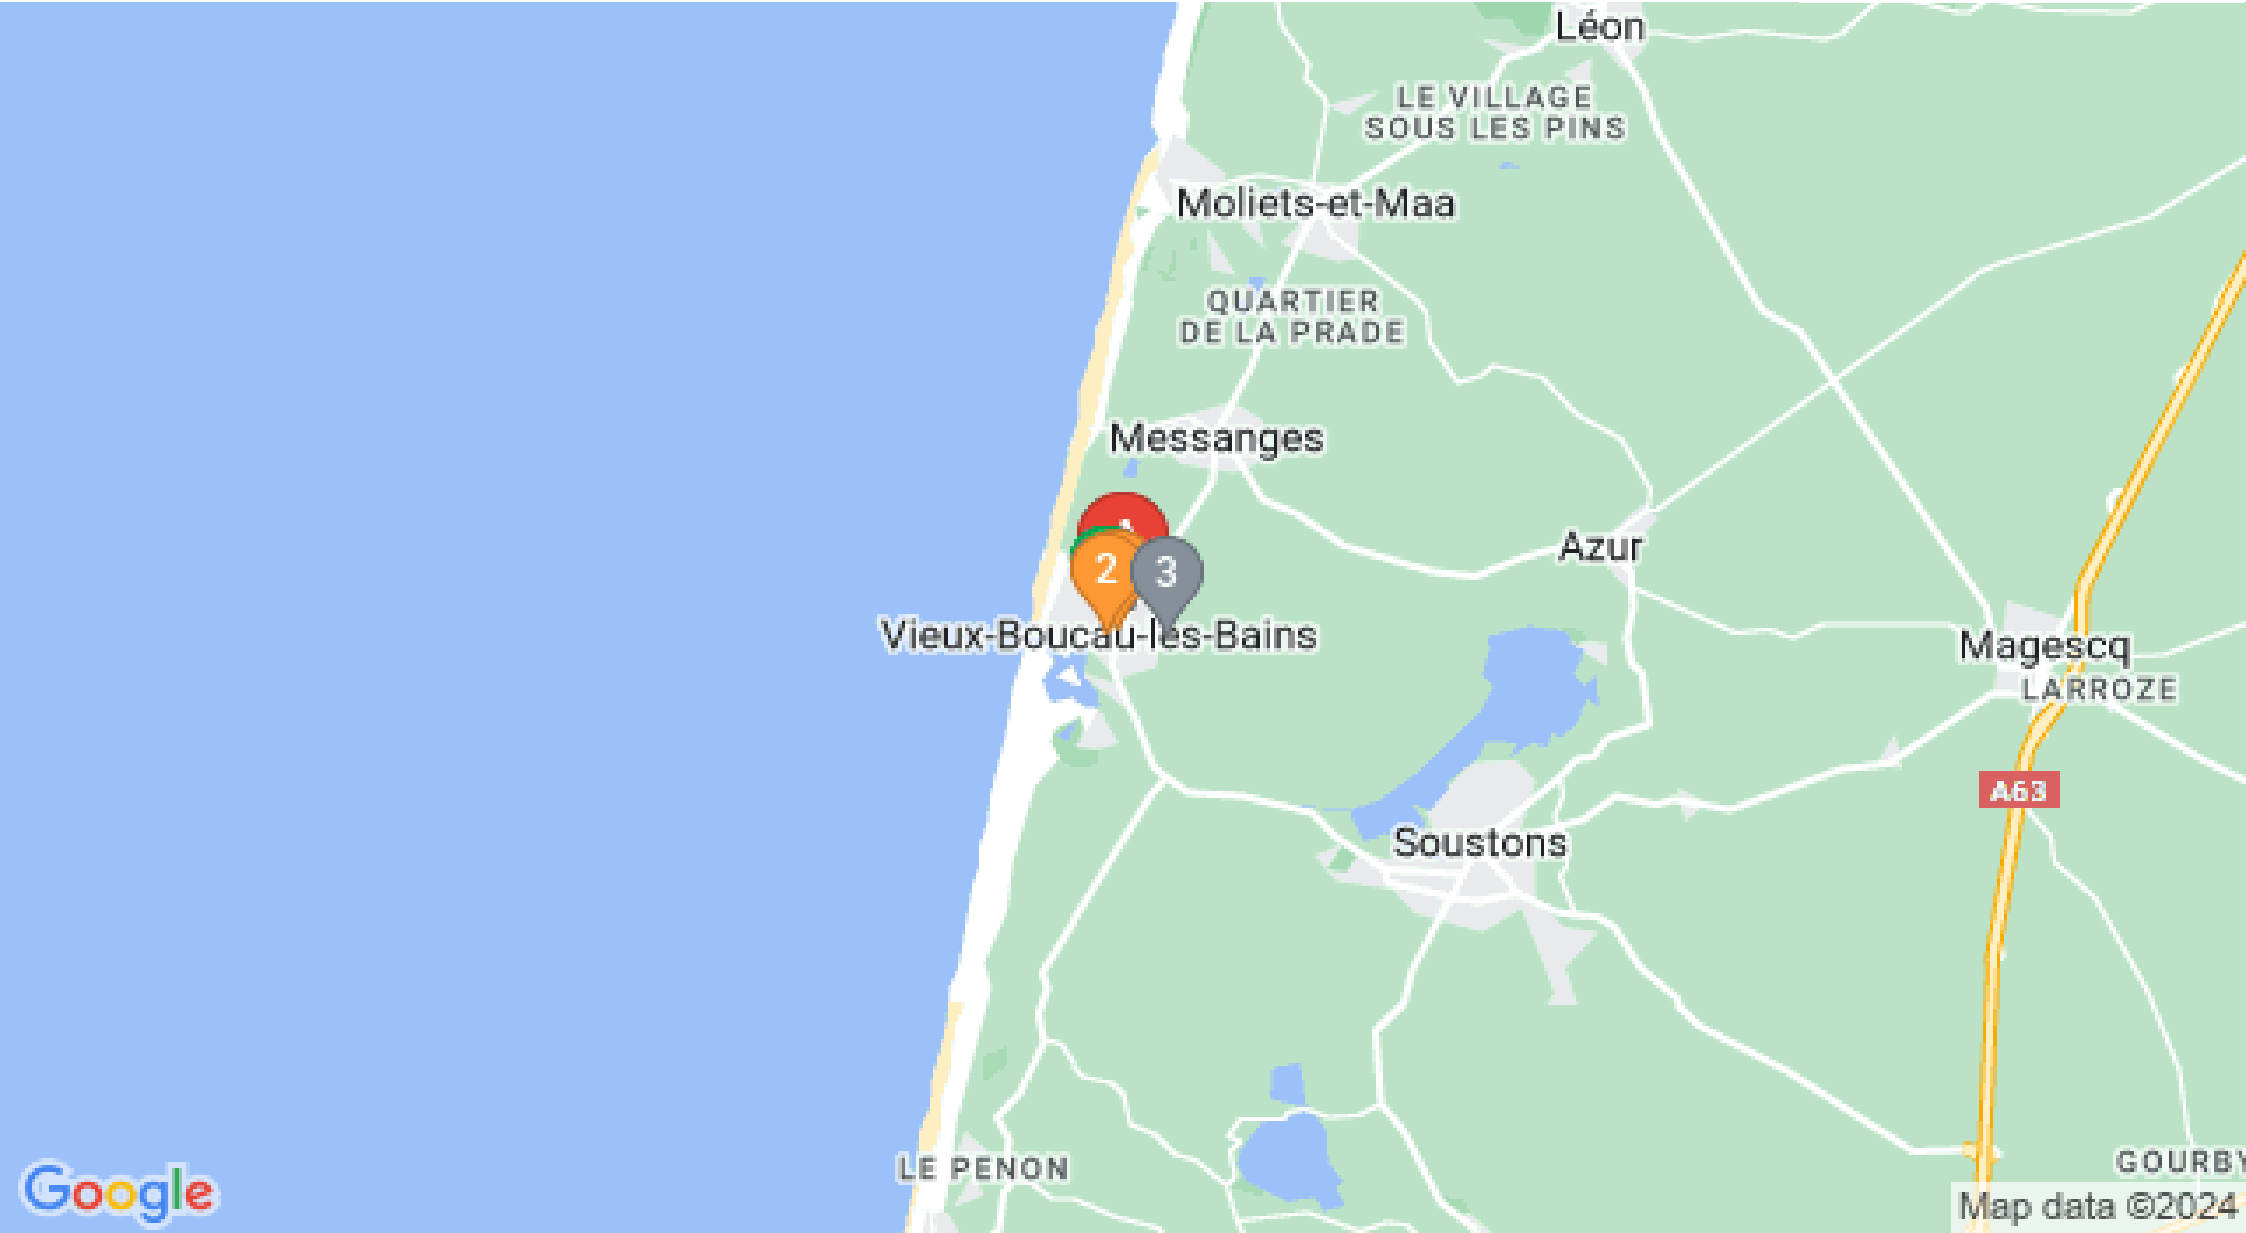 Léon
LE VILLAGE
SOUS LES PINS
Moliets-et-Maa
QUARTIER
DE LA PRADE
Messanges
Azur
2
3
Vieux-Boucau-les-Bains
Magescq
LARROZE
A63
Soustons
LE PENON
GOURBY
Google
Map data ©2024